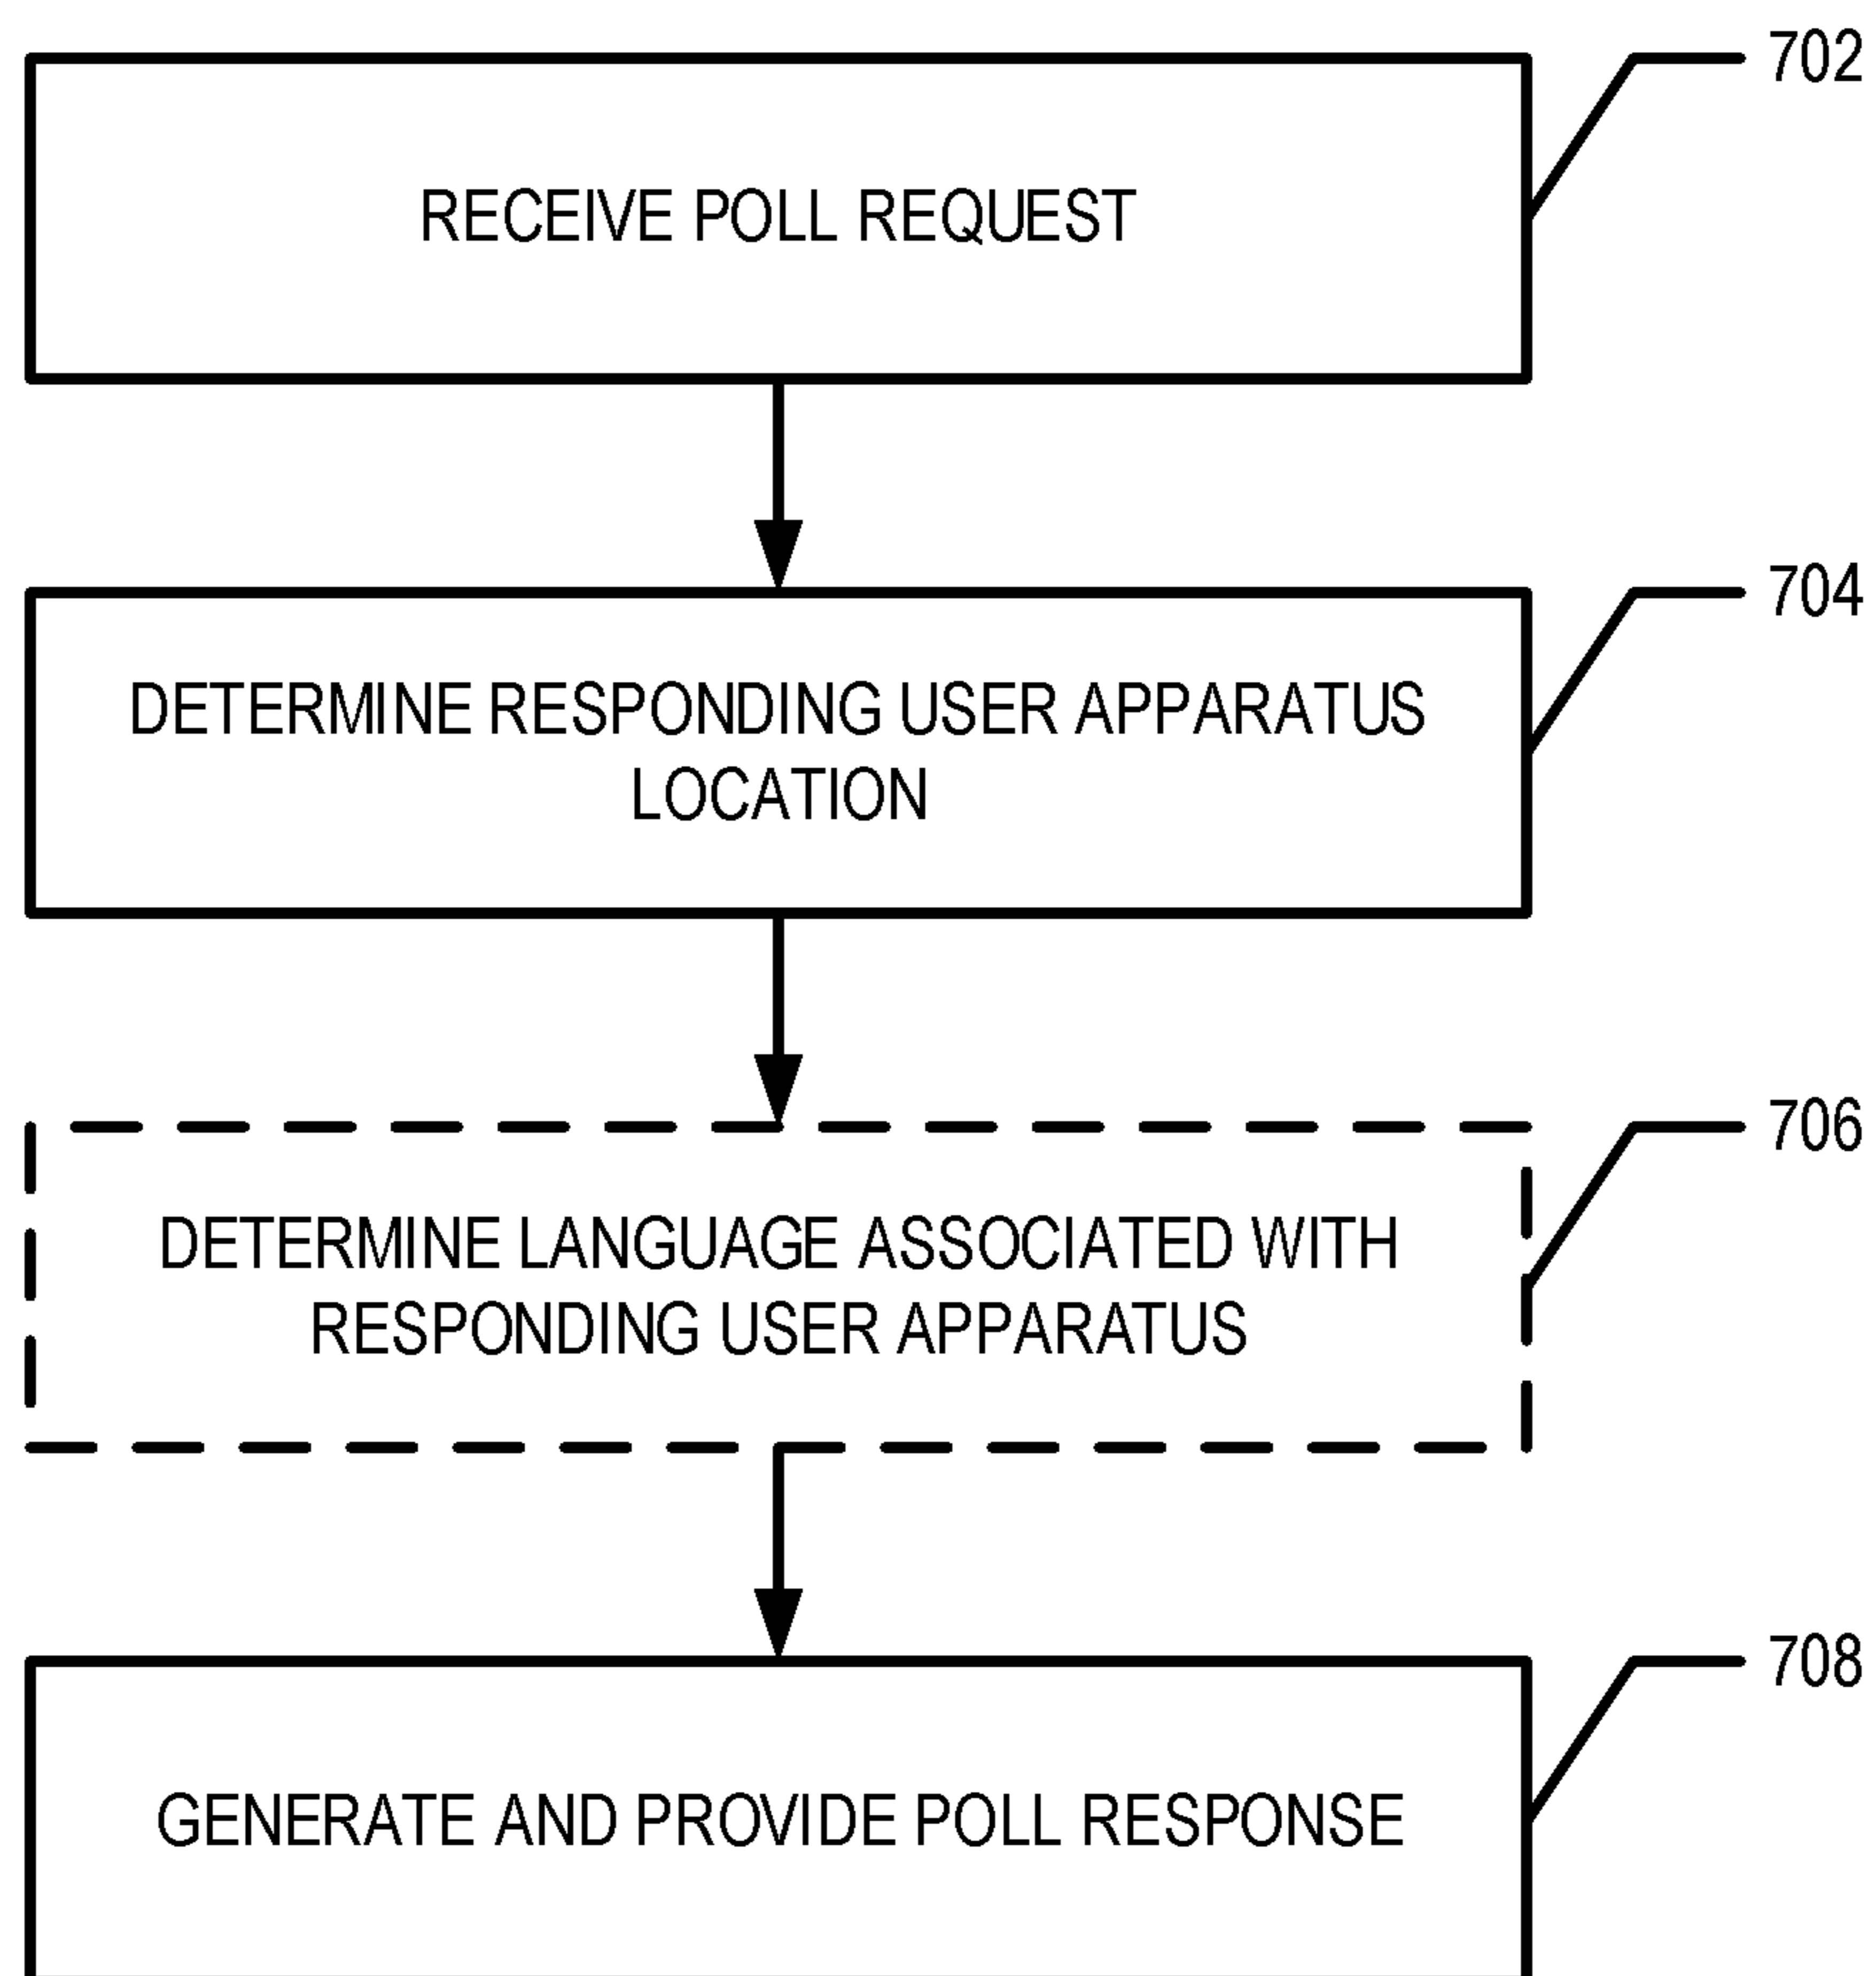 702
RECEIVE POLL REQUEST
704
DETERMINE RESPONDING USER APPARATUS
LOCATION
706
DETERMINE LANGUAGE ASSOCIATED WITH
RESPONDING USER APPARATUS
708
GENERATE AND PROVIDE POLL RESPONSE